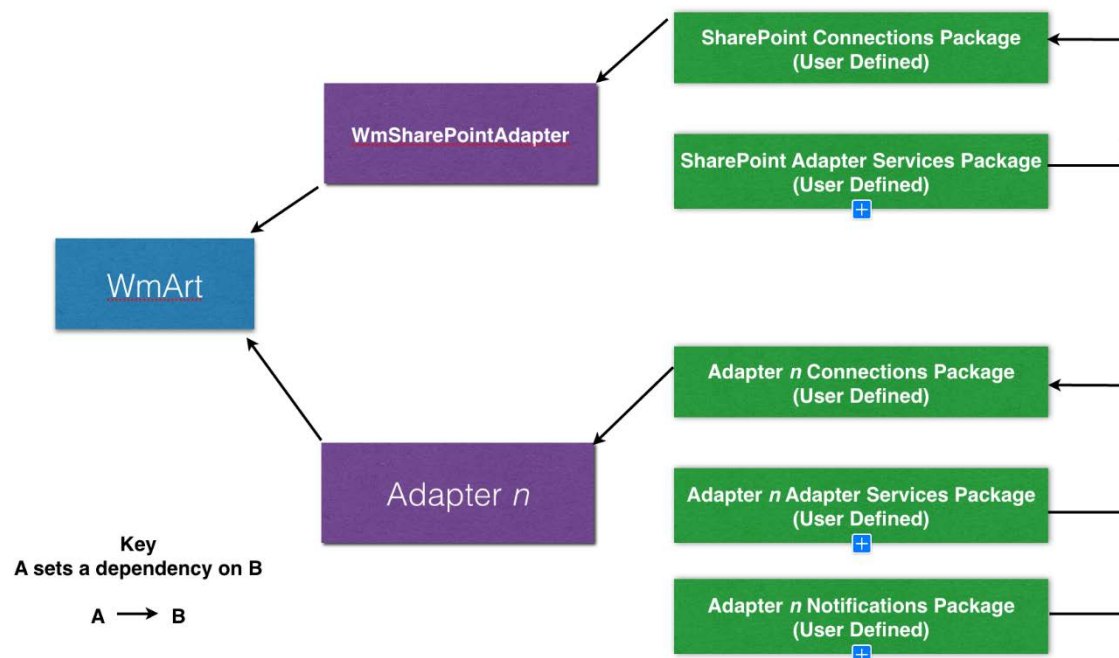 SharePoint Connections Package
(User Defined)
WmSharePointAdapter
SharePoint Adapter Services Package
(User Defined)
WmArt
Adapter n Connections Package
(User Defined)
Adapter n
Adapter n Adapter Services Package
(User Defined)
Key
A sets a dependency on B
A B
Adapter n Notifications Package
(User Defined)